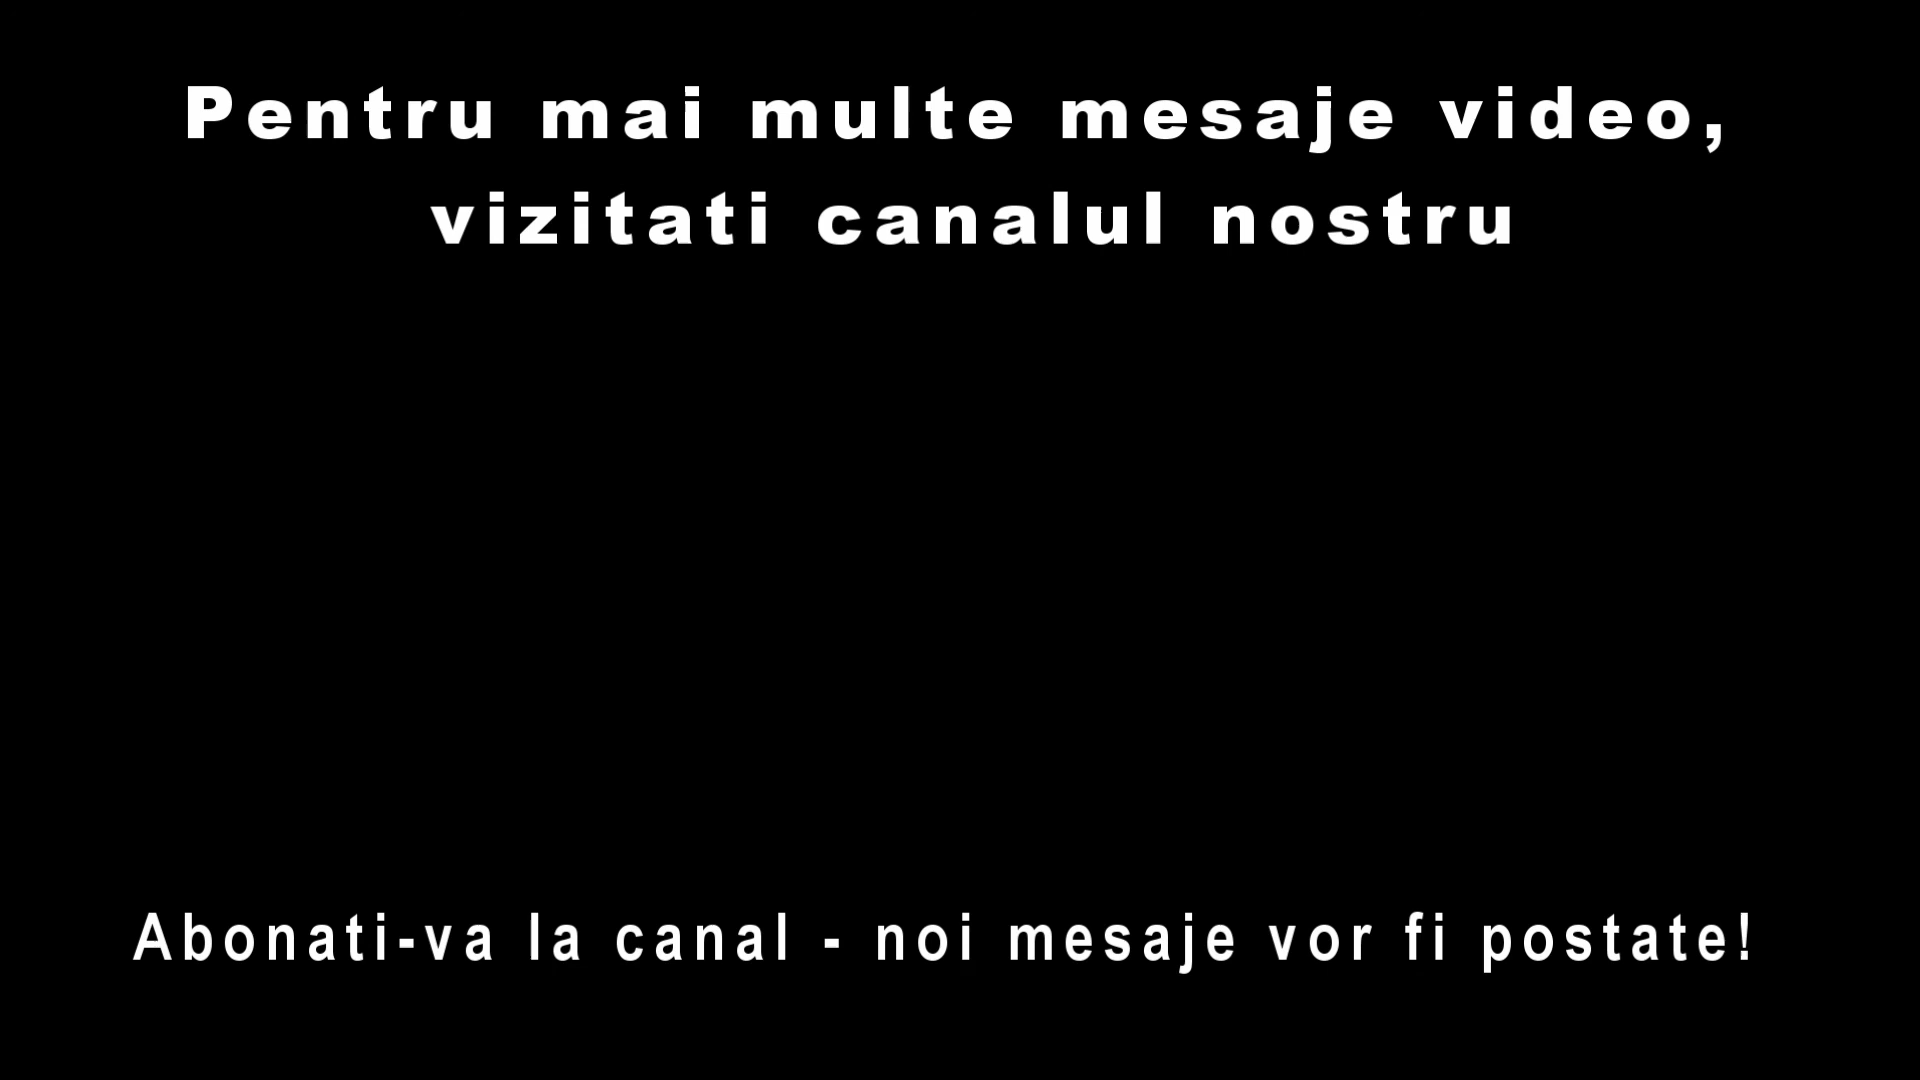 Pentru mai multe mesaje video,
vizitati canalul nostru
Abonati-va la canal - noi mesaje vor fi postate!